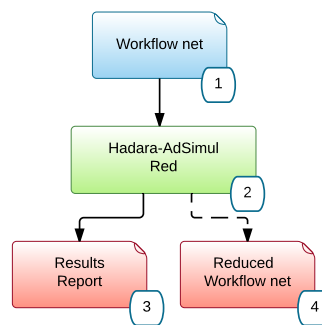 Workflow net
1
Hadara-AdSimul
Red
2
Results
Report
3
Reduced
Workflow net
4